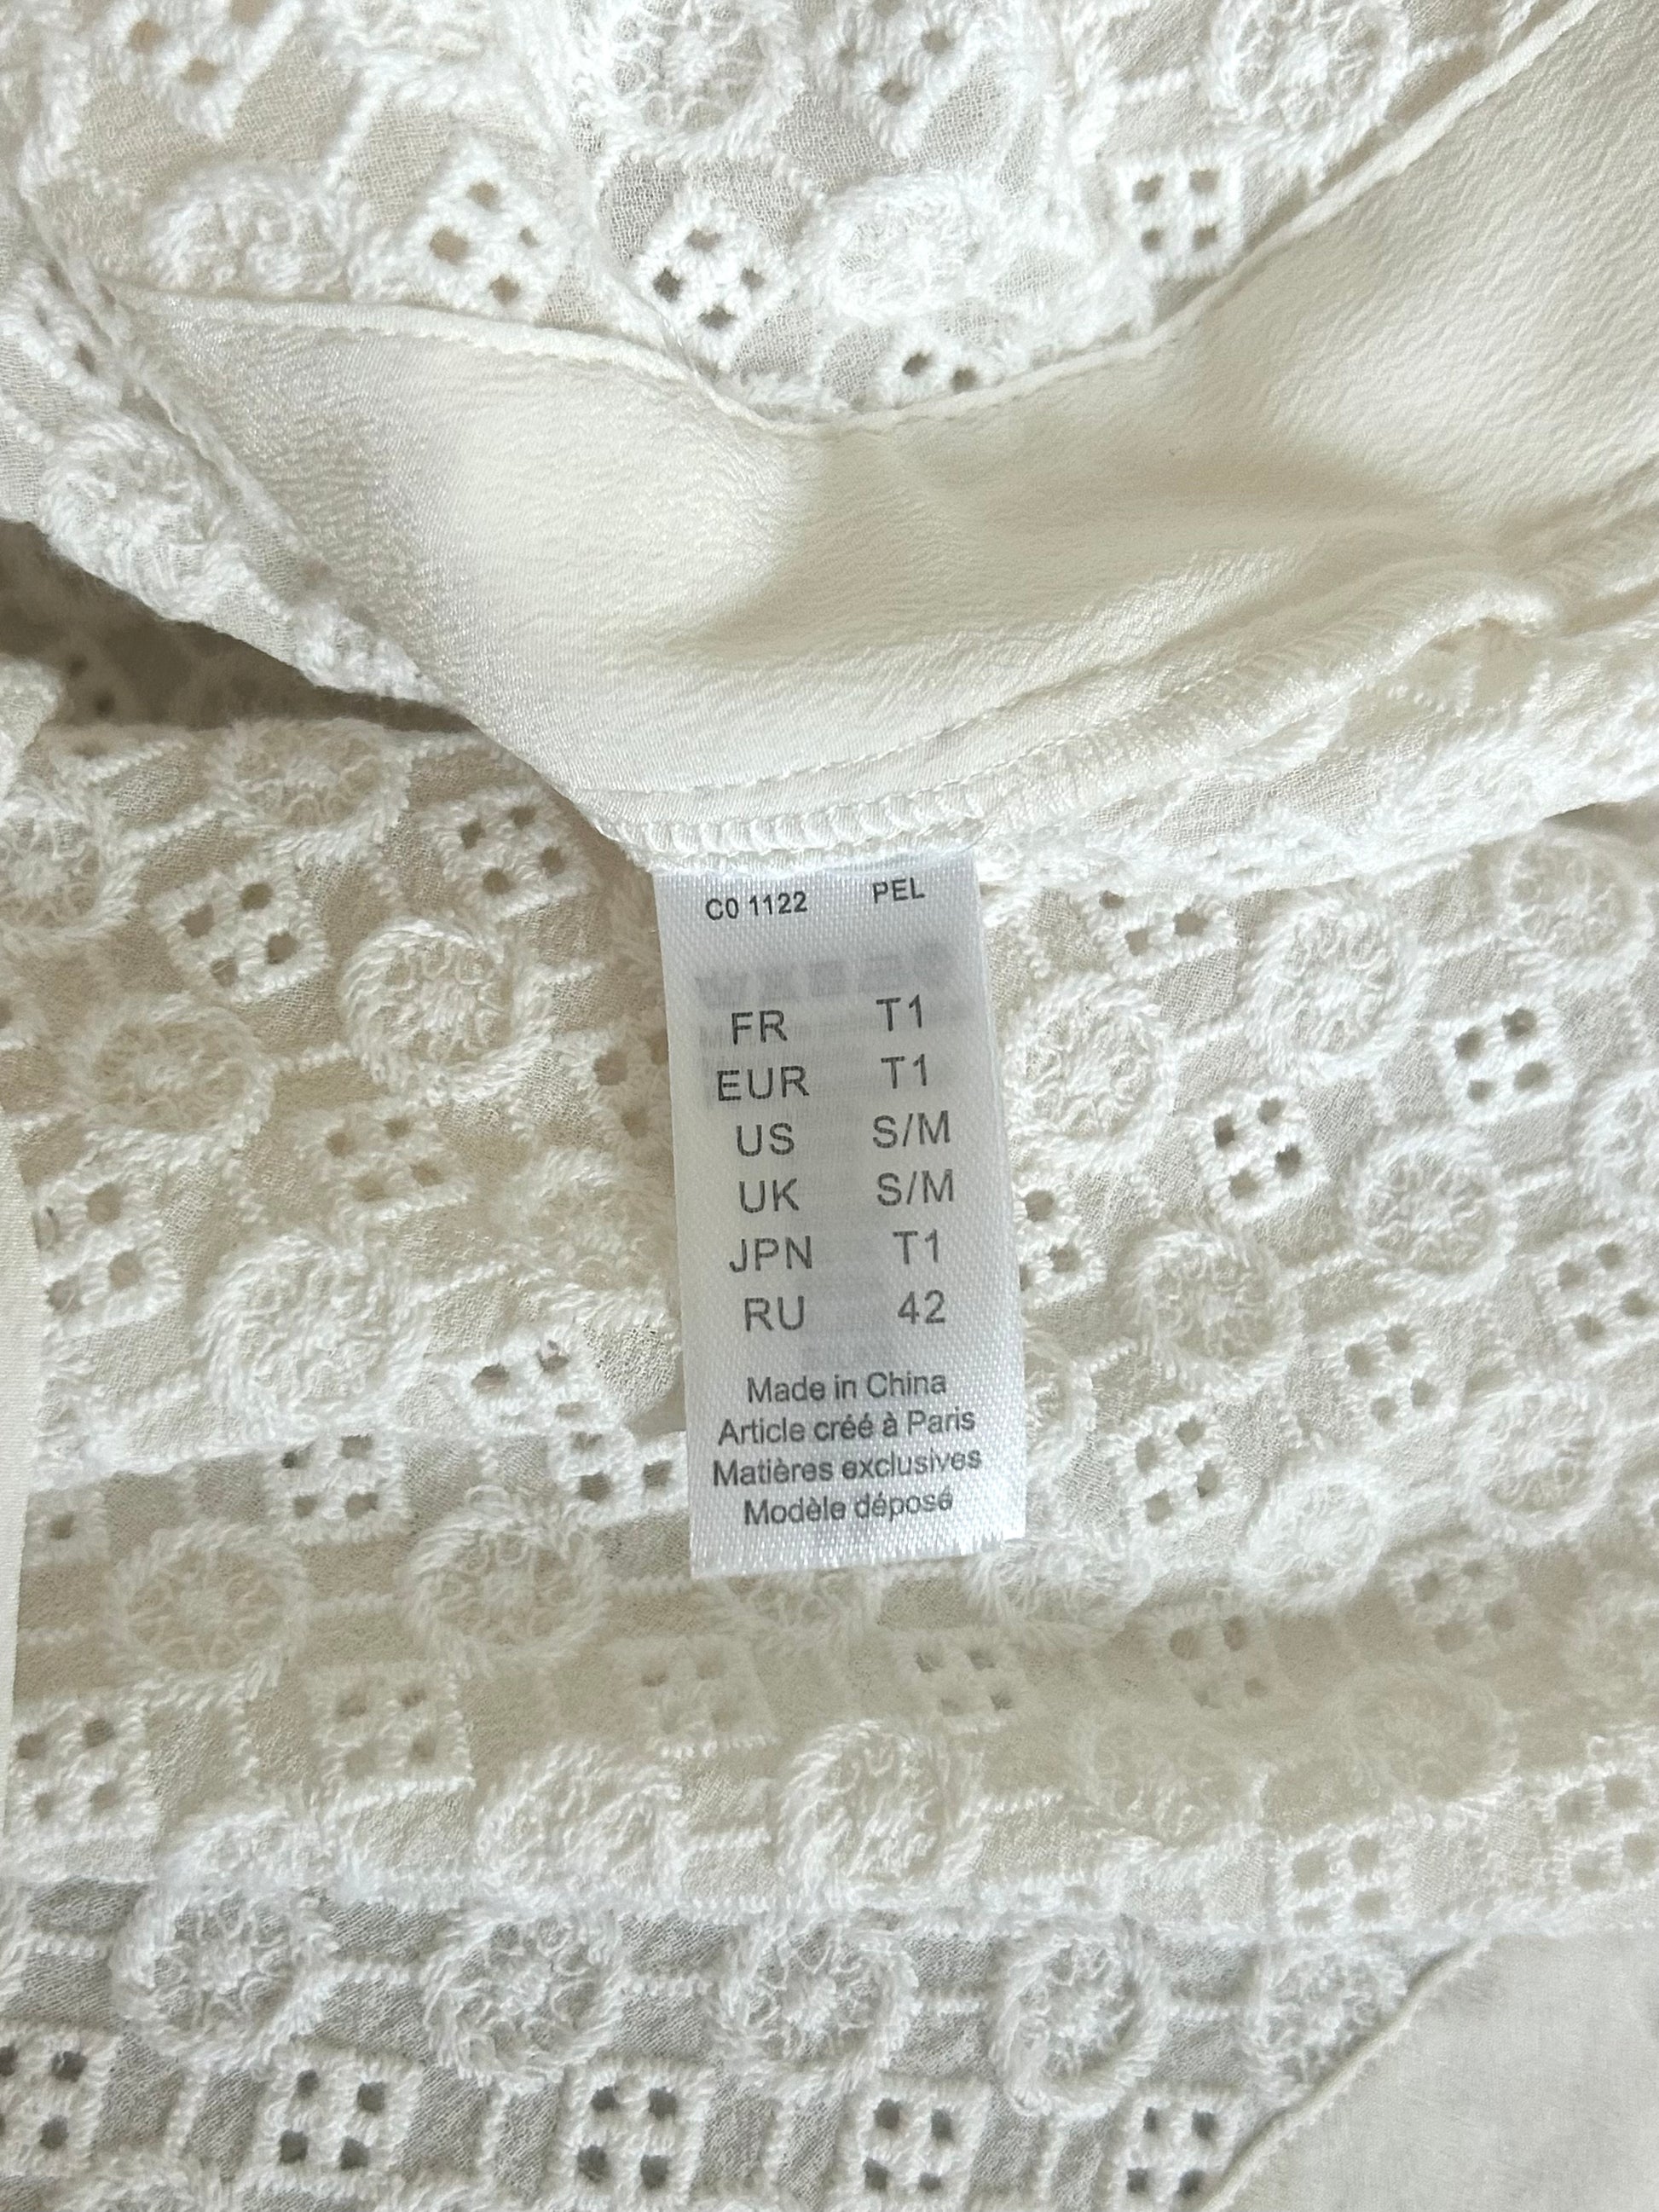 C0 1122 PEL
FR T1
EUR T1
US S/M
UK S/M
JPN T1
RU 42
Made in China
Article créé à Paris
Matières exclusives
Modèle déposé